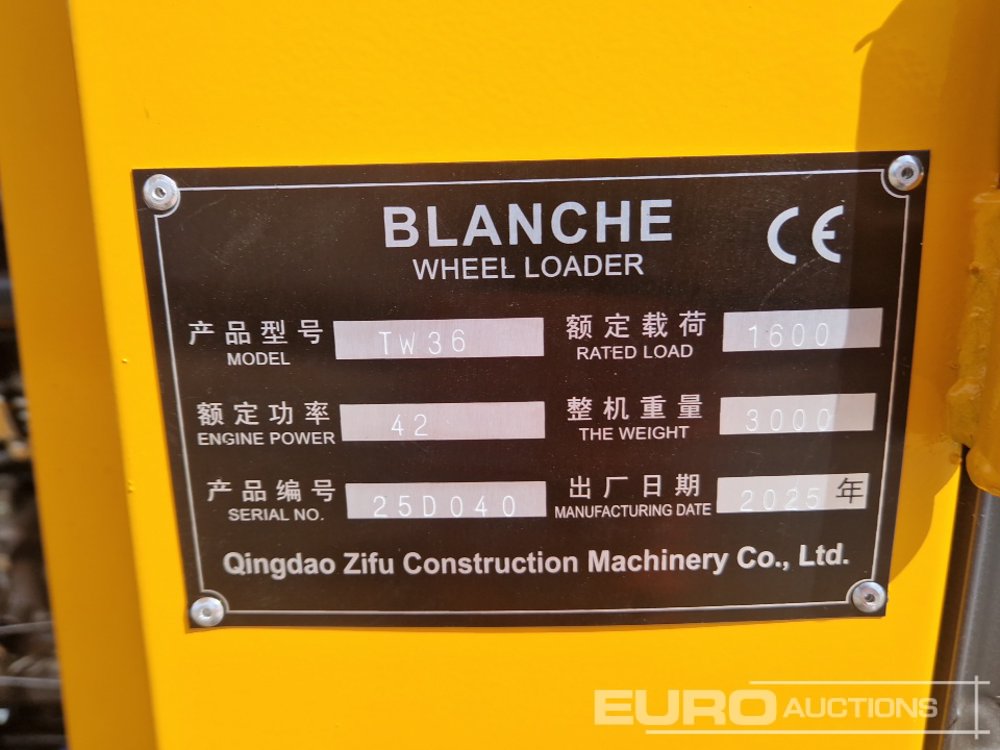 BLANCHE CE
WHEEL LOADER
产品型号 TW36 额定载荷 1600
MODEL RATED LOAD
额定功率 42 整机重量 3000
ENGINE POWER THE WEIGHT
产品编号 25D040 出厂日期 2025 年
SERIAL NO. MANUFACTURING DATE
Qingdao Zifu Construction Machinery Co., Ltd.
EURO AUCTIONS